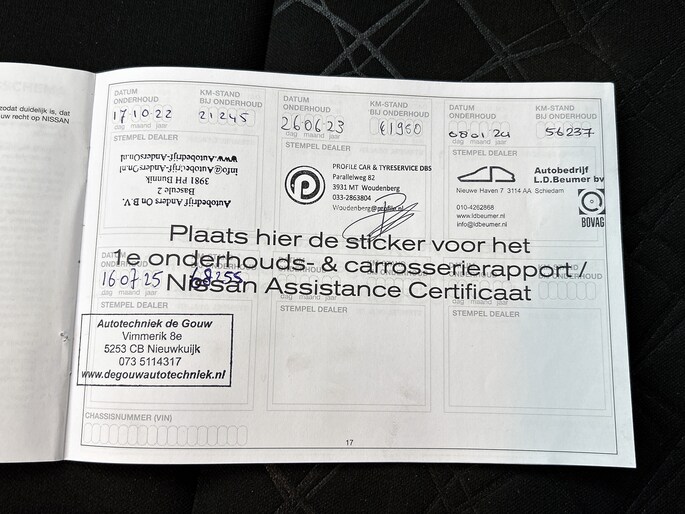 zodat duidelijk is, dat
uw recht op NISSAN
DATUM ONDERHOUD
KM-STAND BIJ ONDERHOUD
17 10 22
21245
dag maand jaar
STEMPEL DEALER
Autobedrijf Anders On B.V.
Bascule 2
3981 PH Bunnik
info@Autobedrijf-AndersOn.nl
www.Autobedrijf-AndersOn.nl
DATUM ONDERHOUD
KM-STAND BIJ ONDERHOUD
26 06 23
dag maand jaar
STEMPEL DEALER
PROFILE CAR & TYRESERVICE DBS
Parallelweg 82
3931 MT Woudenberg
033-2863804
Woudenberg@profile.nl
DATUM ONDERHOUD
KM-STAND BIJ ONDERHOUD
08 01 24
56237
dag maand jaar
STEMPEL DEALER
Autobedrijf
L.D.Beumer bv
Nieuwe Haven 7 3114 AA Schiedam
010-4262868
www.ldbeumer.nl
info@ldbeumer.nl
BOVAG
Plaats hier de sticker voor het
1e onderhouds- & carrosserierapport/
Nissan Assistance Certificaat
16 07 25
68255
dag maand jaar
STEMPEL DEALER
Autotechniek de Gouw
Vimmerik 8e
5253 CB Nieuwkuijk
073 5114317
www.degouwautotechniek.nl
STEMPEL DEALER
STEMPEL DEALER
CHASSISNUMMER (VIN)
17